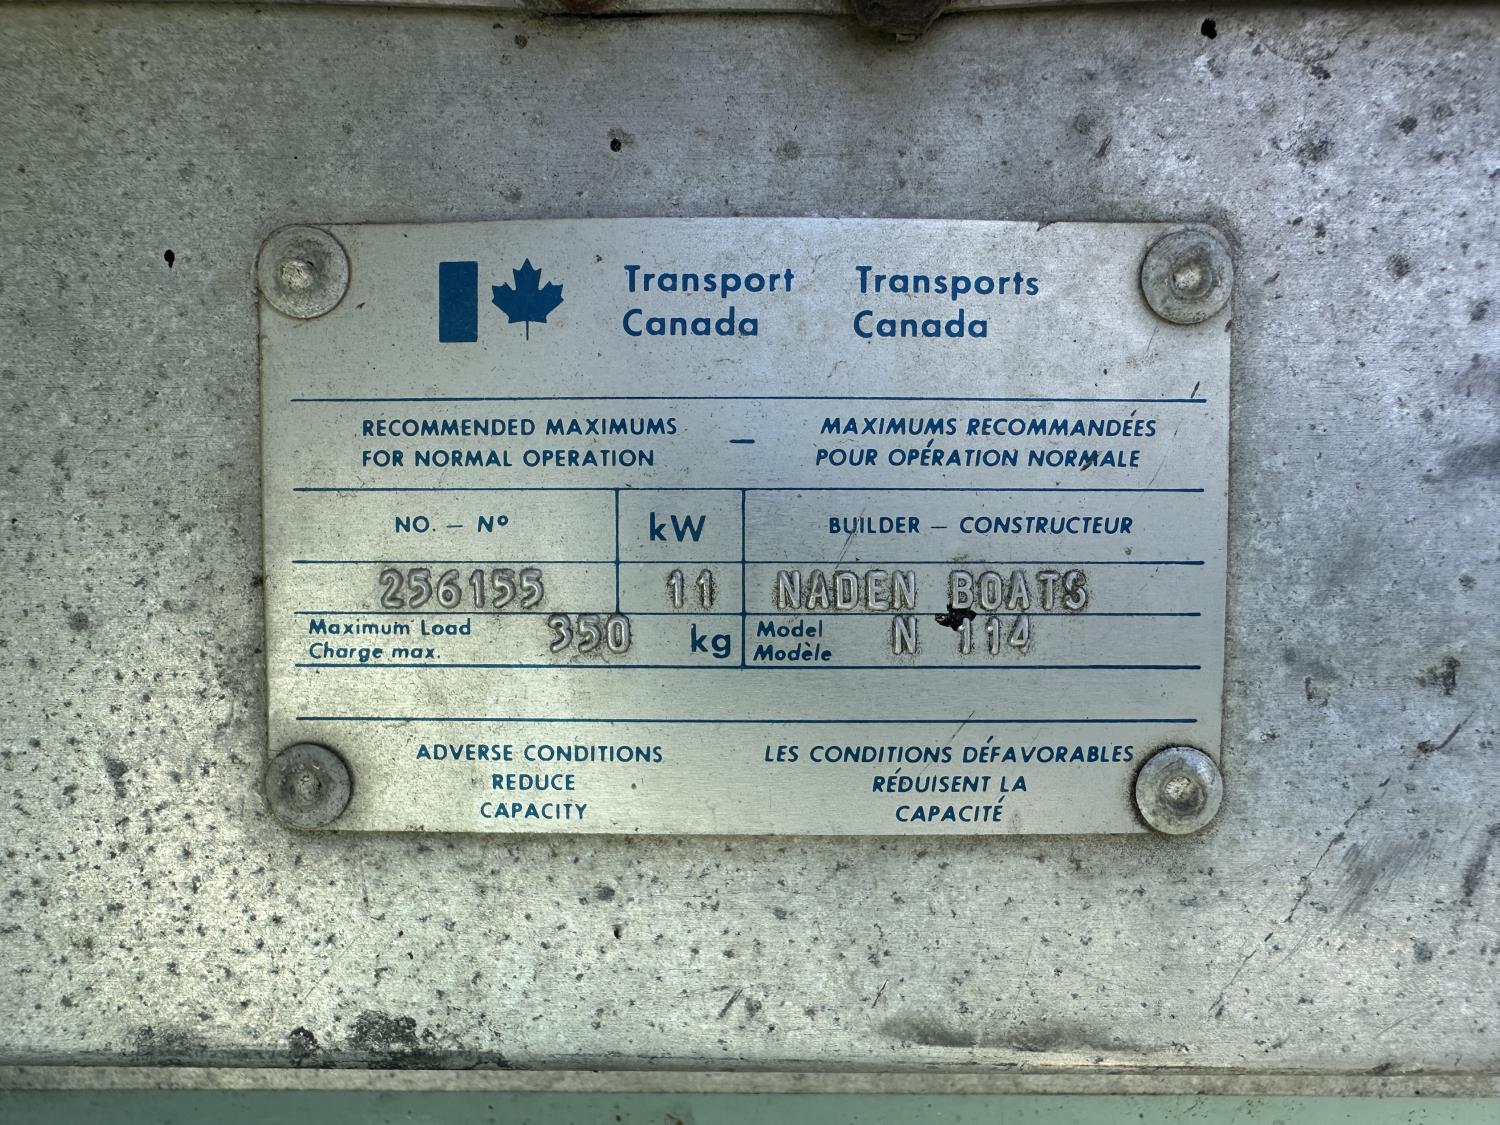 Transport Canada
Transports Canada
RECOMMENDED MAXIMUMS
FOR NORMAL OPERATION
—
MAXIMUMS RECOMMANDÉES
POUR OPÉRATION NORMALE
NO. — Nº
kW
BUILDER — CONSTRUCTEUR
256155
11
NADEN BOATS
Maximum Load
Charge max.
350 kg
Model
Modèle
N 114
ADVERSE CONDITIONS
REDUCE
CAPACITY
LES CONDITIONS DÉFAVORABLES
RÉDUISENT LA
CAPACITÉ